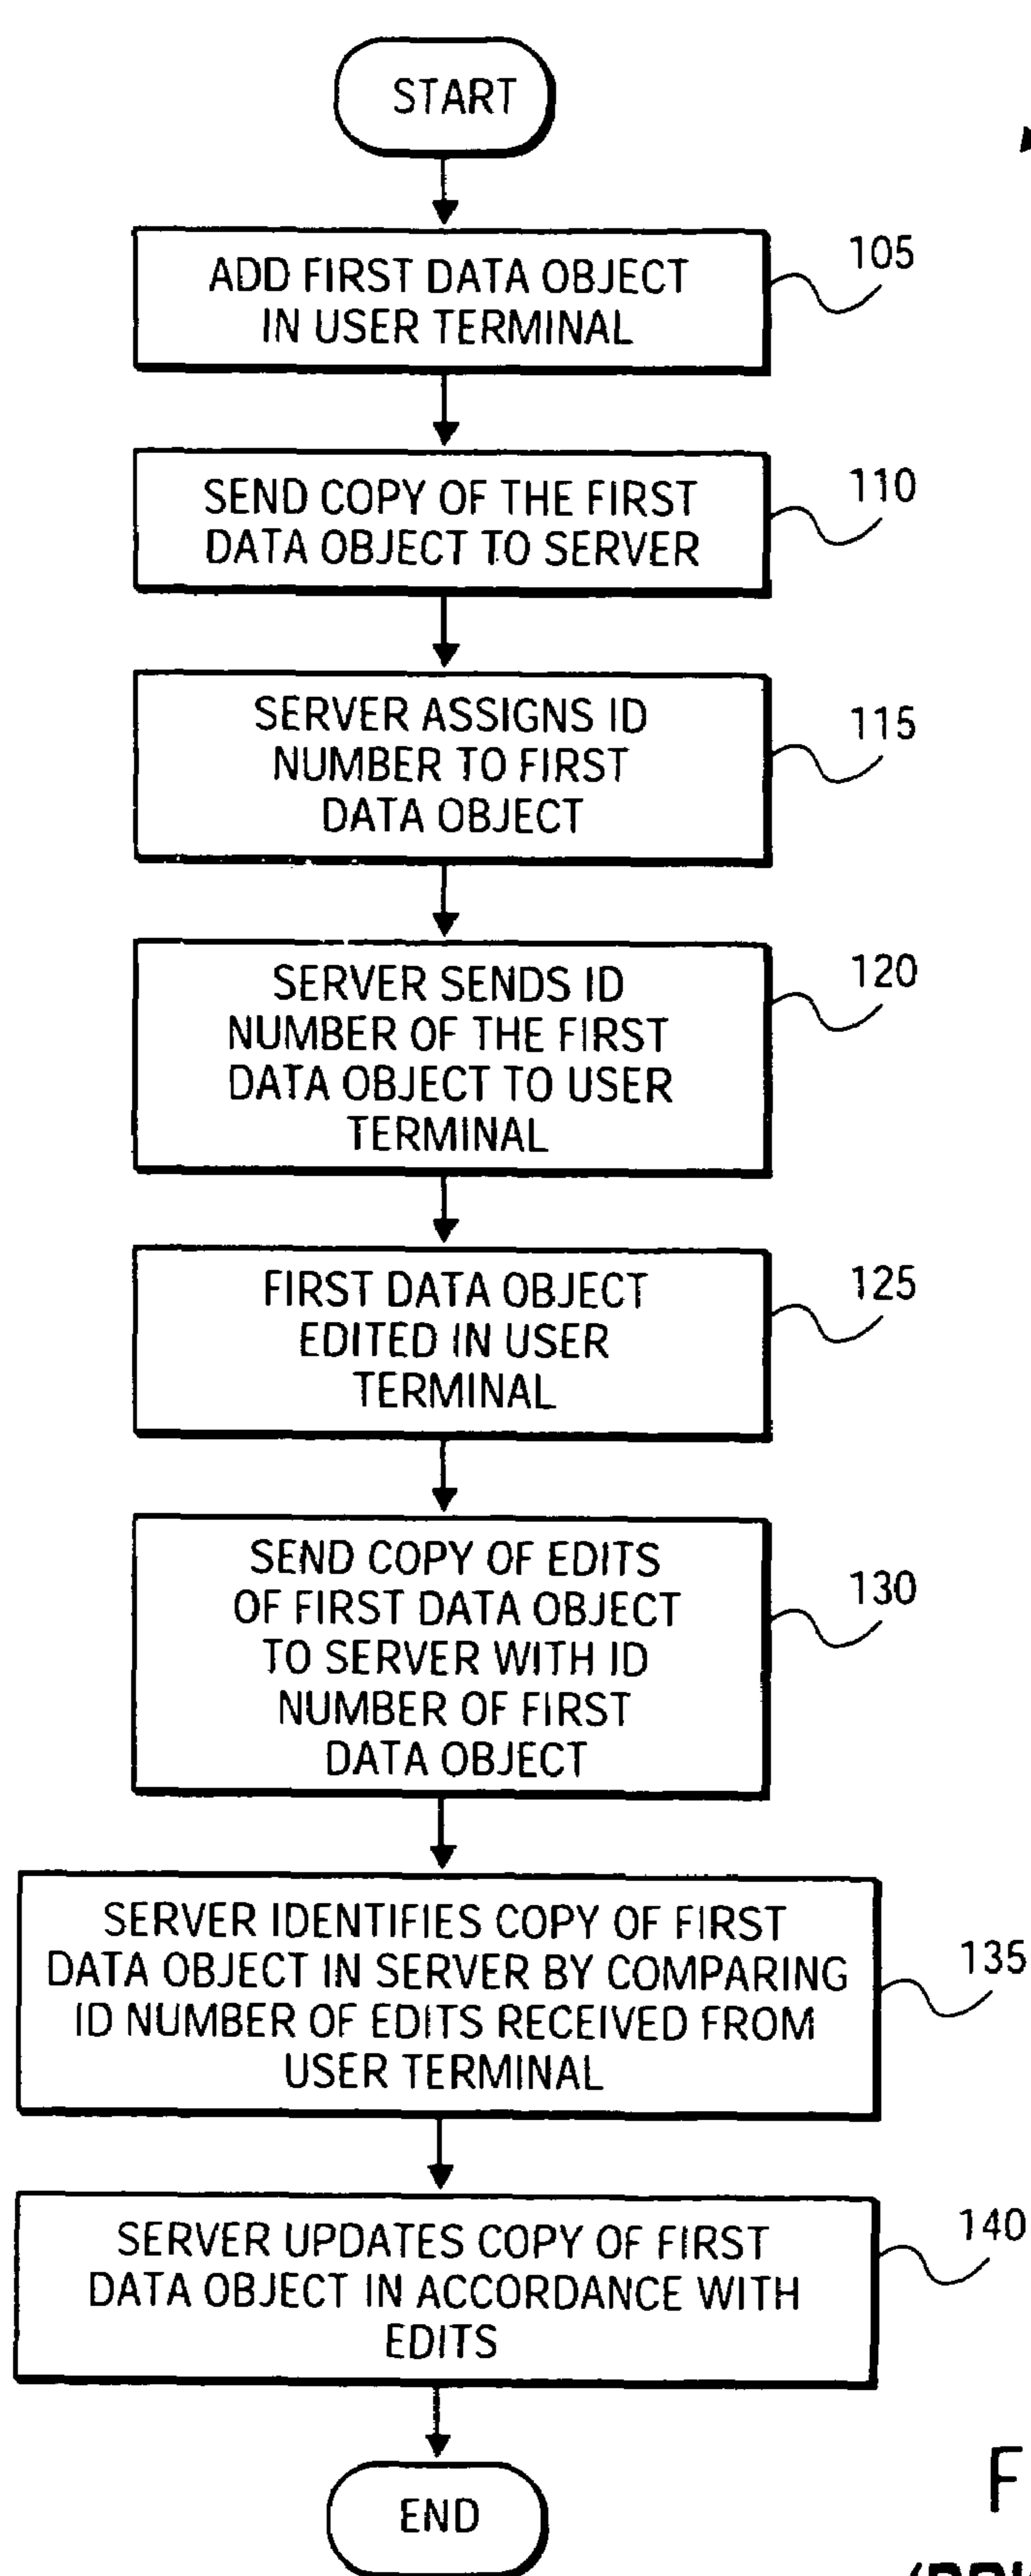 START
ADD FIRST DATA OBJECT
IN USER TERMINAL
105
SEND COPY OF THE FIRST
DATA OBJECT TO SERVER
110
SERVER ASSIGNS ID
NUMBER TO FIRST
DATA OBJECT
115
SERVER SENDS ID
NUMBER OF THE FIRST
DATA OBJECT TO USER
TERMINAL
120
FIRST DATA OBJECT
EDITED IN USER
TERMINAL
125
SEND COPY OF EDITS
OF FIRST DATA OBJECT
TO SERVER WITH ID
NUMBER OF FIRST
DATA OBJECT
130
SERVER IDENTIFIES COPY OF FIRST
DATA OBJECT IN SERVER BY COMPARING
ID NUMBER OF EDITS RECEIVED FROM
USER TERMINAL
135
SERVER UPDATES COPY OF FIRST
DATA OBJECT IN ACCORDANCE WITH
EDITS
140
END
F